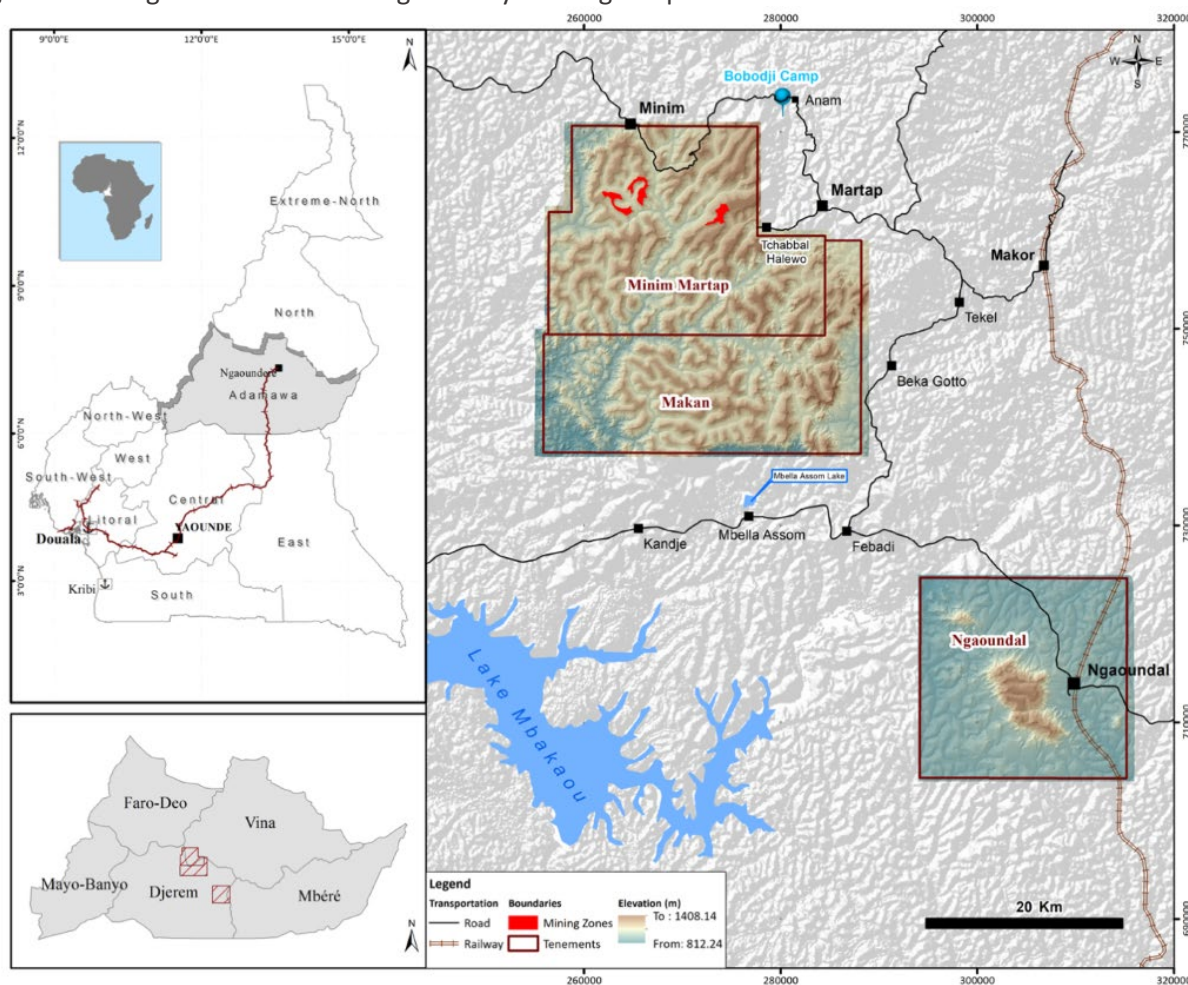 9°0'0"E
12°0'0"E
15°0'0"E
N
12°0'0"N
9°0'0"N
6°0'0"N
3°0'0"N
Extreme-North
North
Ngaoundere
Adamawa
North-West
West
South-West
Central
Litoral
YAOUNDE
Douala
East
Kribi
South
Faro-Deo
Vina
Mayo-Banyo
Djerem
Mbéré
N
260000
280000
300000
320000
N
W
E
S
770000
750000
730000
710000
690000
Bobodji Camp
Minim
Anam
Martap
Tchabbal
Halewo
Makor
Minim Martap
Tekel
Beka Gotto
Makan
Mbella Assom Lake
Kandje
Mbella Assom
Febadi
Ngaoundal
Ngaoundal
Lake Mbakaou
Legend
Transportation
Road
Railway
Boundaries
Mining Zones
Tenements
Elevation (m)
To : 1408.14
From: 812.24
20 Km
260000
280000
300000
320000